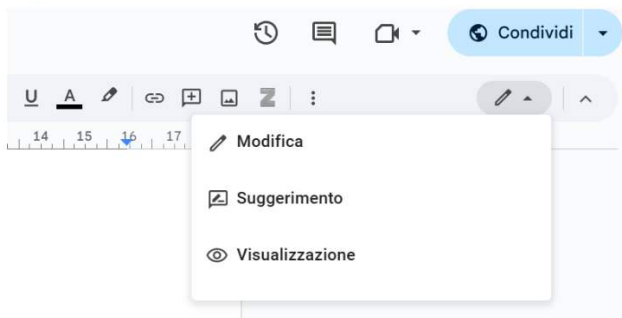 Condividi
U A Z
14 15 16 17
Modifica
Suggerimento
Visualizzazione